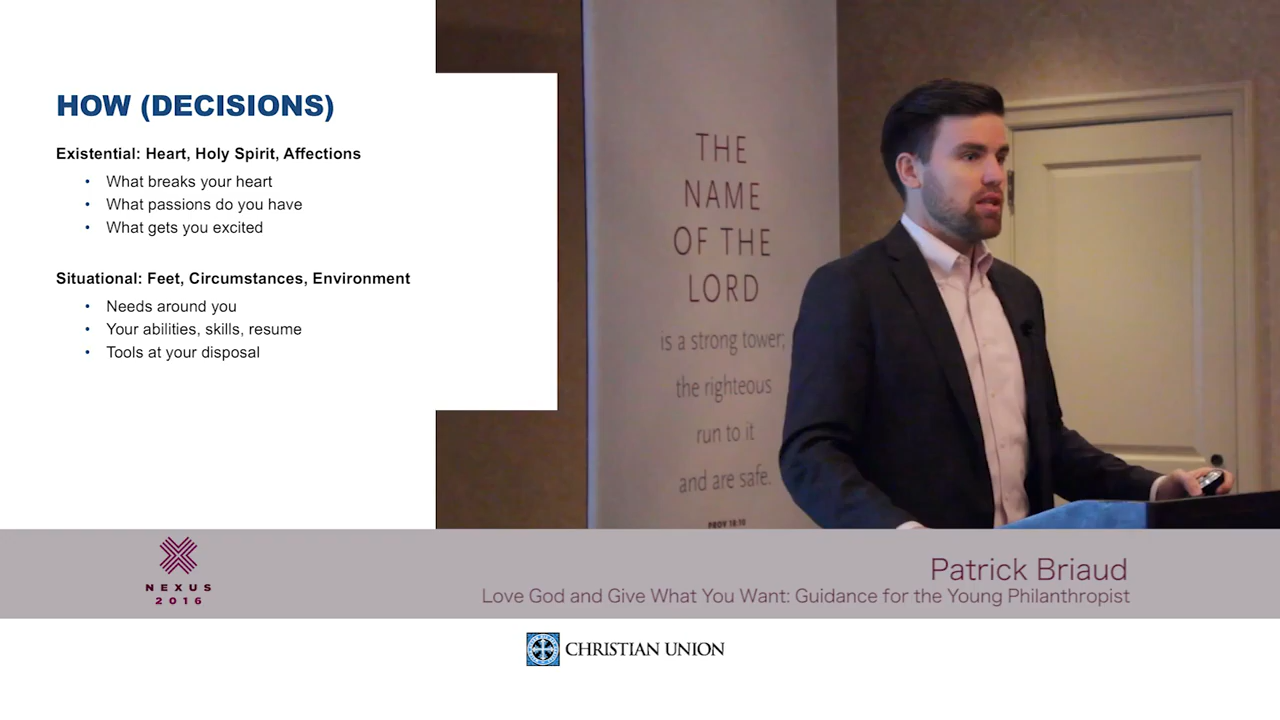 HOW (DECISIONS)
Existential: Heart, Holy Spirit, Affections
• What breaks your heart
• What passions do you have
• What gets you excited
Situational: Feet, Circumstances, Environment
• Needs around you
• Your abilities, skills, resume
• Tools at your disposal
THE
NAME
OF THE
LORD
is a strong tower;
the righteous
run to it
and are safe.
PROV 18:10
NEXUS
2016
Patrick Briaud
Love God and Give What You Want: Guidance for the Young Philanthropist
CHRISTIAN UNION